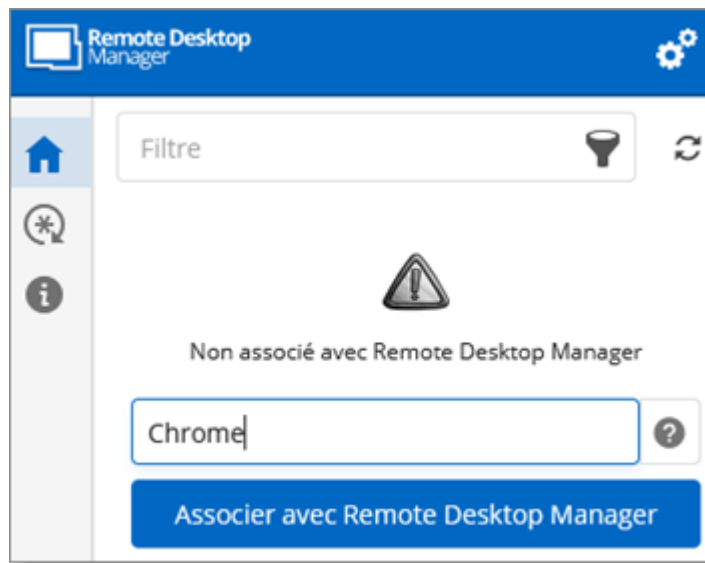 Remote Desktop
Manager
Filtre
Non associé avec Remote Desktop Manager
Chrome
Associer avec Remote Desktop Manager